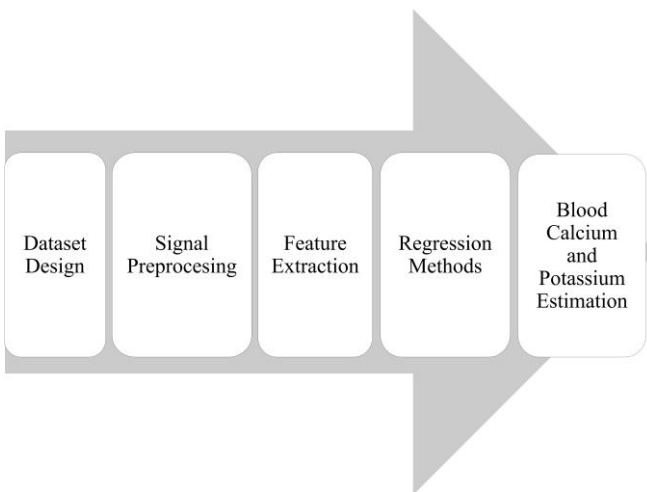 Dataset
Design
Signal
Preprocesing
Feature
Extraction
Regression
Methods
Blood
Calcium
and
Potassium
Estimation